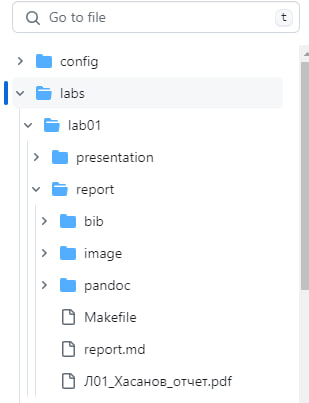 Go to file t
config
labs
lab01
presentation
report
bib
image
pandoc
Makefile
report.md
Л01_Хасанов_отчет.pdf